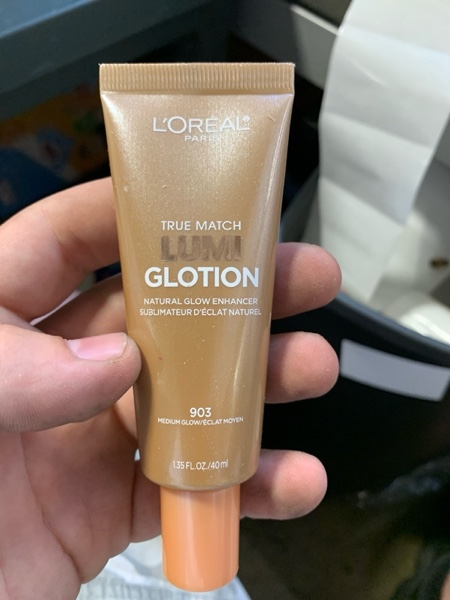 L'ORÉAL
PARIS
TRUE MATCH
LUMI
GLOTION
NATURAL GLOW ENHANCER
SUBLIMATEUR D'ÉCLAT NATUREL
903
MEDIUM GLOW/ÉCLAT MOYEN
1.35 FL.OZ./40 ml